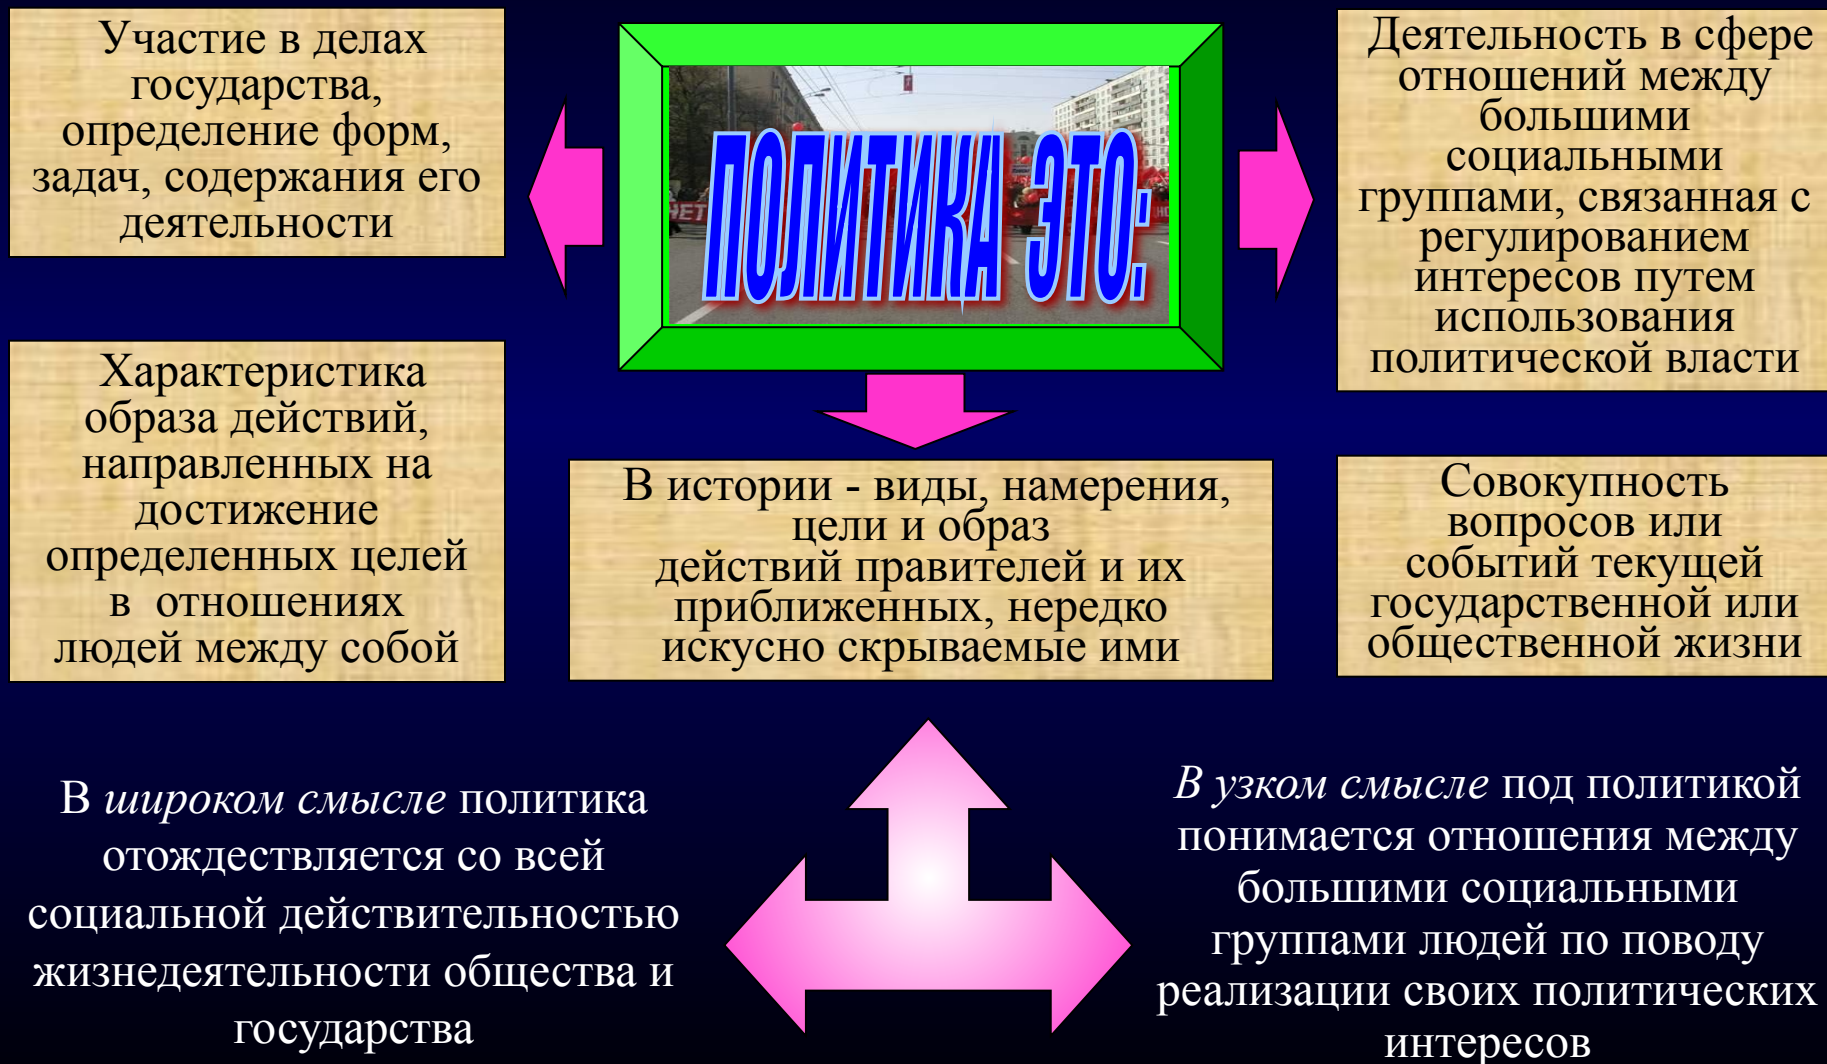 Участие в делах
государства,
определение форм,
задач, содержания его
деятельности
ПОЛИТИКА ЭТО:
Деятельность в сфере
отношений между
большими
социальными
группами, связанная с
регулированием
интересов путем
использования
политической власти
Характеристика
образа действий,
направленных на
достижение
определенных целей
в отношениях
людей между собой
В истории - виды, намерения,
цели и образ
действий правителей и их
приближенных, нередко
искусно скрываемые ими
Совокупность
вопросов или
событий текущей
государственной или
общественной жизни
В широком смысле политика
отождествляется со всей
социальной действительностью
жизнедеятельности общества и
государства
В узком смысле под политикой
понимается отношения между
большими социальными
группами людей по поводу
реализации своих политических
интересов